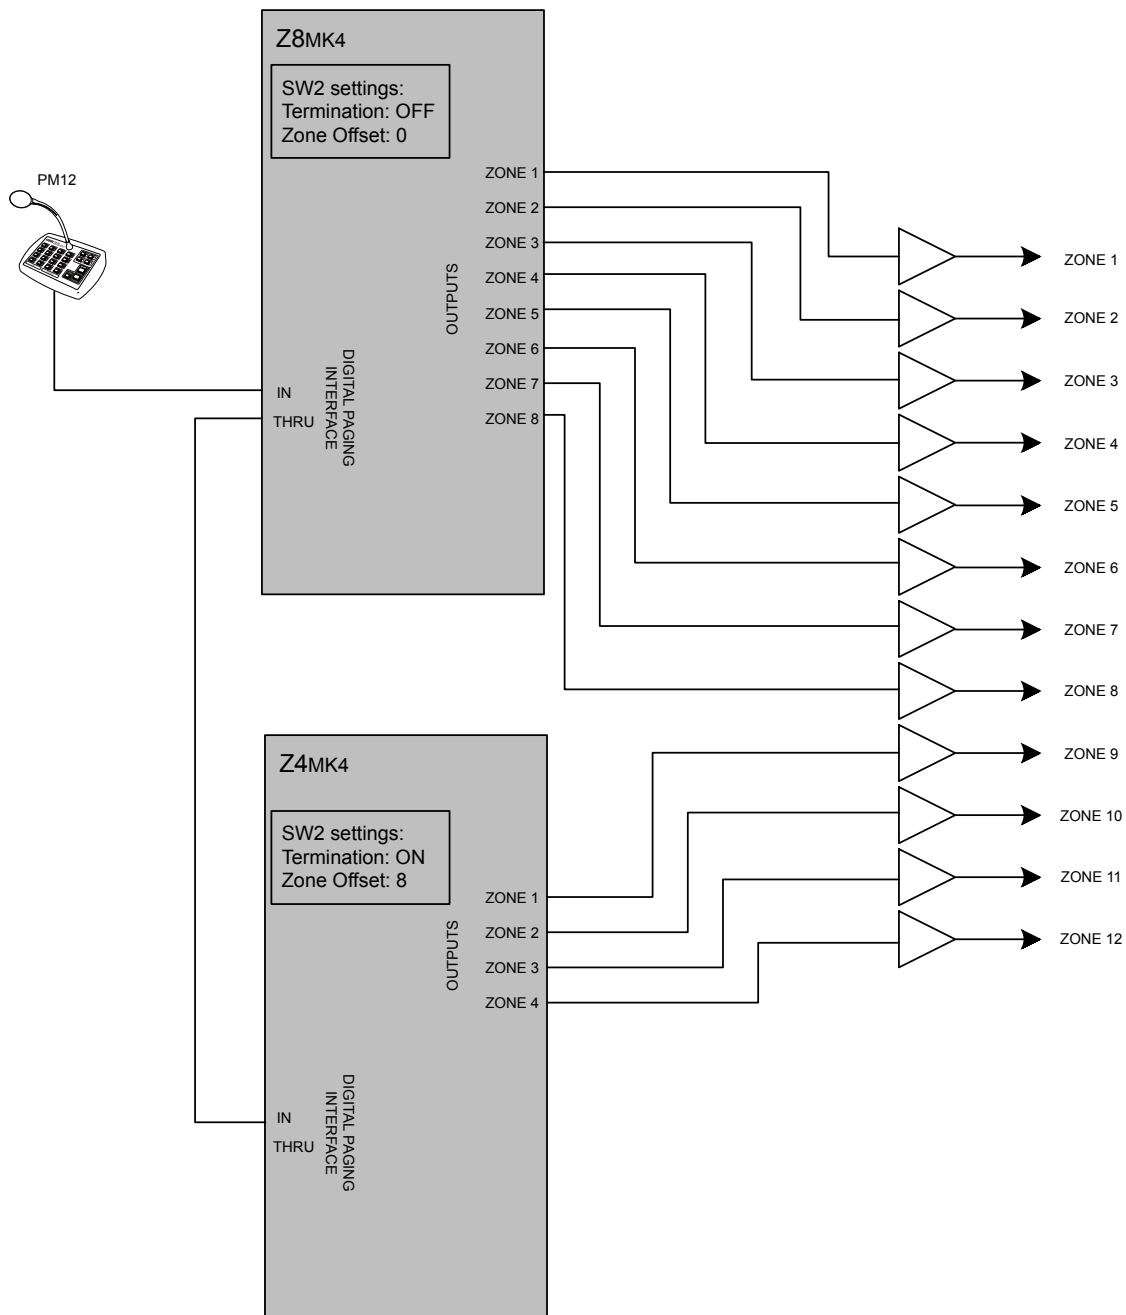 Z8MK4
SW2 settings:
Termination: OFF
Zone Offset: 0
PM12
ZONE 1
ZONE 2
ZONE 3
ZONE 4
ZONE 5
ZONE 6
ZONE 7
ZONE 8
OUTPUTS
DIGITAL PAGING
INTERFACE
IN
THRU
ZONE 1
ZONE 2
ZONE 3
ZONE 4
ZONE 5
ZONE 6
ZONE 7
ZONE 8
ZONE 9
ZONE 10
ZONE 11
ZONE 12
Z4MK4
SW2 settings:
Termination: ON
Zone Offset: 8
ZONE 1
ZONE 2
ZONE 3
ZONE 4
OUTPUTS
DIGITAL PAGING
INTERFACE
IN
THRU